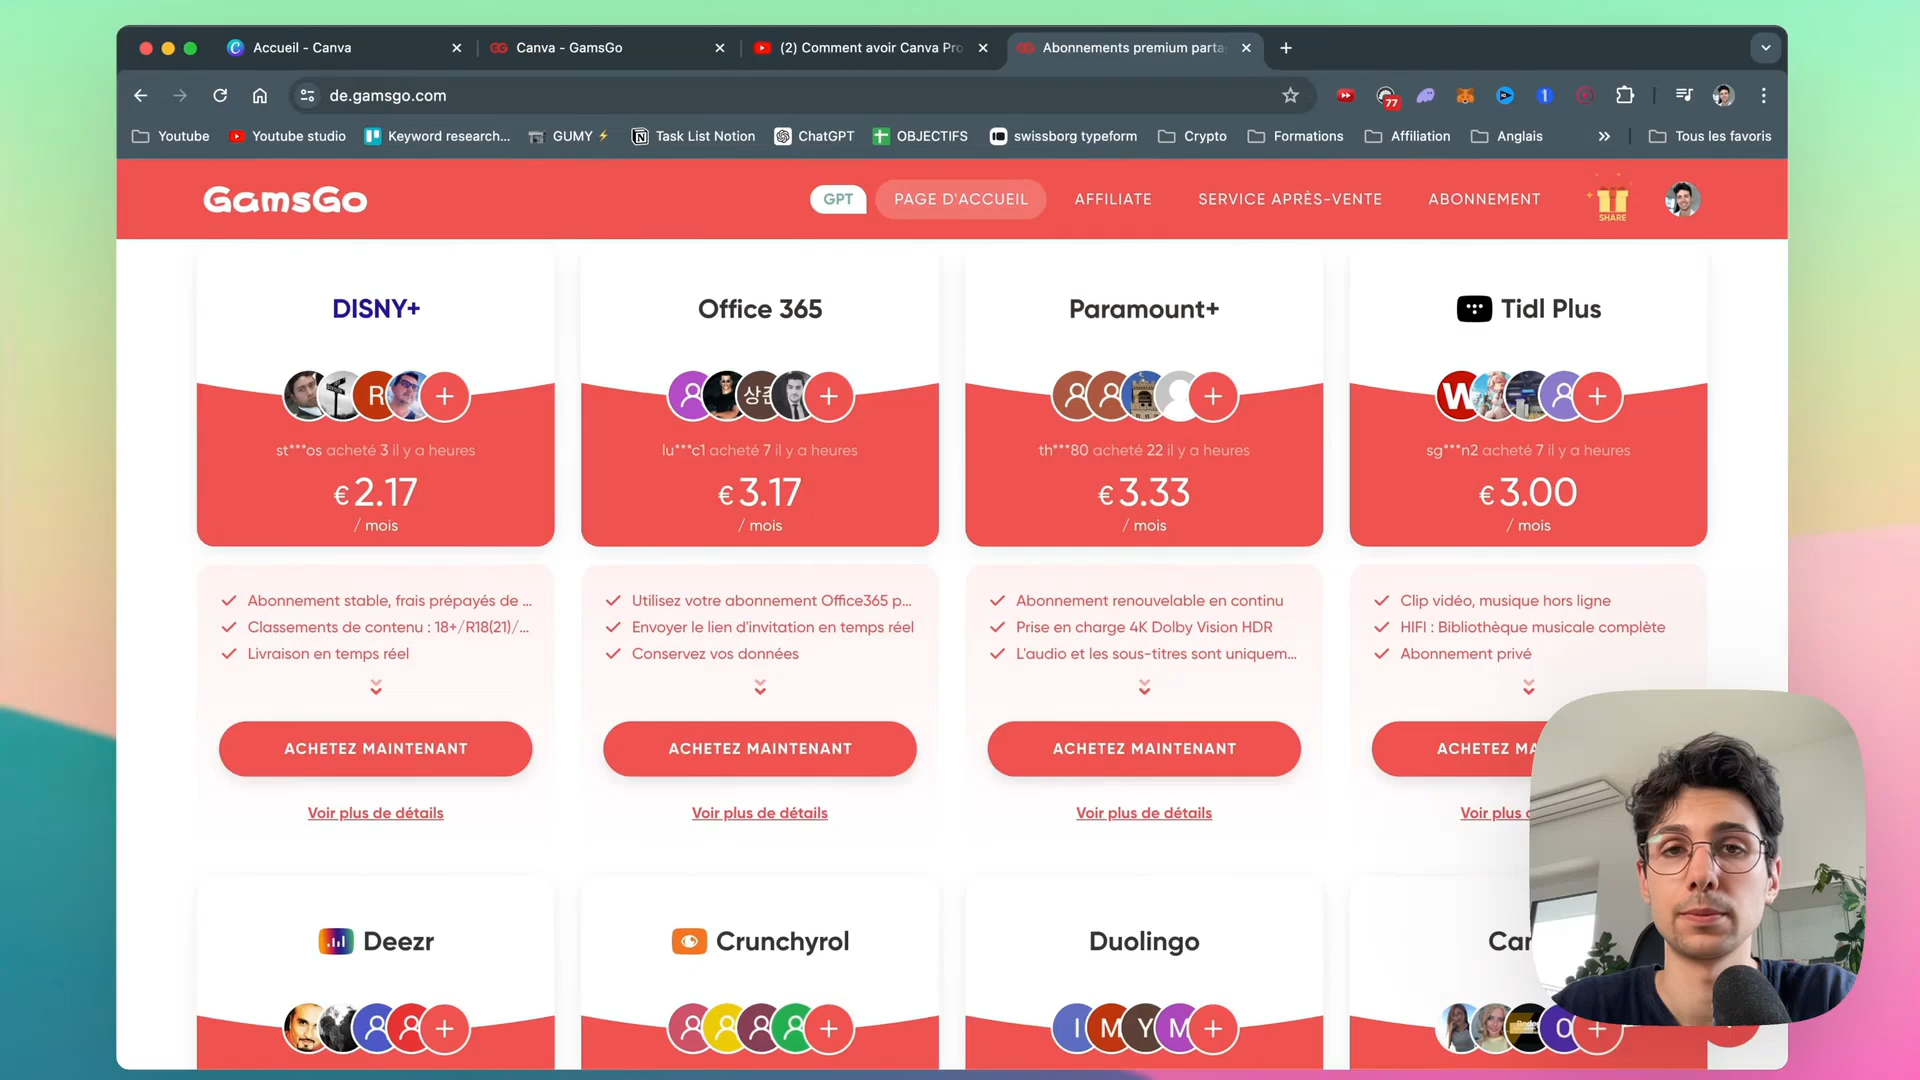 Accueil - Canva
Canva - GamsGo
(2) Comment avoir Canva Pro
Abonnements premium parta
de.gamsgo.com
77
1
Youtube
Youtube studio
Keyword research...
GUMY ⚡
Task List Notion
ChatGPT
OBJECTIFS
swissborg typeform
Crypto
Formations
Affiliation
Anglais
Tous les favoris
GamsGo
GPT
PAGE D'ACCUEIL
AFFILIATE
SERVICE APRÈS-VENTE
ABONNEMENT
SHARE
DISNY+
Office 365
Paramount+
Tidl Plus
R
상준
W
st***os acheté 3 il y a heures
lu***c1 acheté 7 il y a heures
th***80 acheté 22 il y a heures
sg***n2 acheté 7 il y a heures
€ 2.17
/ mois
€ 3.17
/ mois
€ 3.33
/ mois
€ 3.00
/ mois
Abonnement stable, frais prépayés de ...
Classements de contenu : 18+/R18(21)/...
Livraison en temps réel
Utilisez votre abonnement Office365 p...
Envoyer le lien d'invitation en temps réel
Conservez vos données
Abonnement renouvelable en continu
Prise en charge 4K Dolby Vision HDR
L'audio et les sous-titres sont uniquem...
Clip vidéo, musique hors ligne
HIFI : Bibliothèque musicale complète
Abonnement privé
ACHETEZ MAINTENANT
ACHETEZ MAINTENANT
ACHETEZ MAINTENANT
ACHETEZ MA
Voir plus de détails
Voir plus de détails
Voir plus de détails
Voir plus
Deezr
Crunchyrol
Duolingo
Car
I
M
Y
M
O